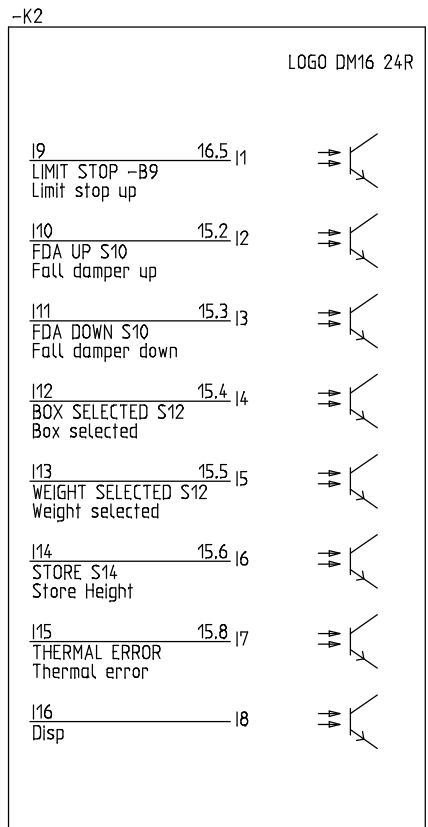 -K2
LOGO DM16 24R
I9 16.5 I1
LIMIT STOP -B9
Limit stop up
I10 15.2 I2
FDA UP S10
Fall damper up
I11 15.3 I3
FDA DOWN S10
Fall damper down
I12 15.4 I4
BOX SELECTED S12
Box selected
I13 15.5 I5
WEIGHT SELECTED S12
Weight selected
I14 15.6 I6
STORE S14
Store Height
I15 15.8 I7
THERMAL ERROR
Thermal error
I16 I8
Disp